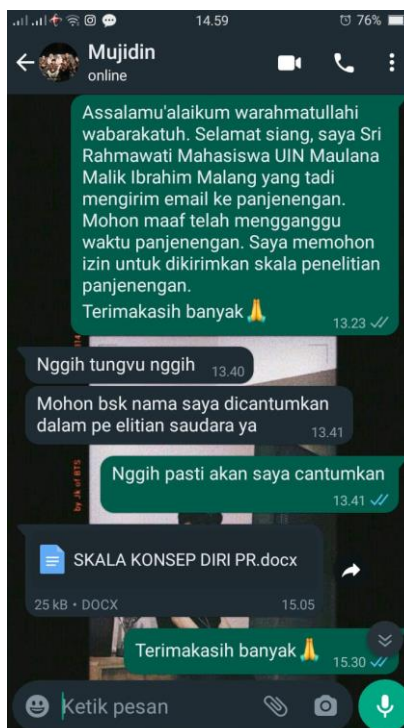 14.59
76%
Mujidin
online
Assalamu'alaikum warahmatullahi
wabarakatuh. Selamat siang, saya Sri
Rahmawati Mahasiswa UIN Maulana
Malik Ibrahim Malang yang tadi
mengirim email ke panjenengan.
Mohon maaf telah mengganggu
waktu panjenengan. Saya memohon
izin untuk dikirimkan skala penelitian
panjenengan.
Terimakasih banyak🙏
13.23
Nggih tungvu nggih 13.40
Mohon bsk nama saya dicantumkan
dalam pe elitian saudara ya
13.41
Nggih pasti akan saya cantumkan
13.41
by Jk of BTS
SKALA KONSEP DIRI PR.docx
25 kB • DOCX 15.05
Terimakasih banyak🙏
15.30
Ketik pesan